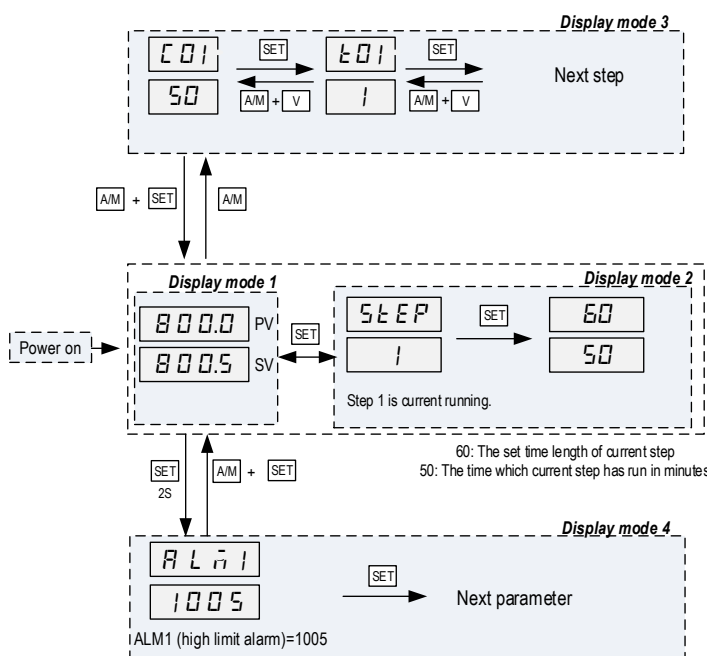 Display mode 3
C01 SET t01 SET
Next step
50 A/M + V 1 A/M + V
A/M + SET A/M
Display mode 1 Display mode 2
800.0 PV StEP SET 60
Power on SET
800.5 SV 1 50
Step 1 is current running.
60: The set time length of current step
50: The time which current step has run in minutes
SET A/M + SET
2S
Display mode 4
ALM1
SET
Next parameter
1005
ALM1 (high limit alarm)=1005